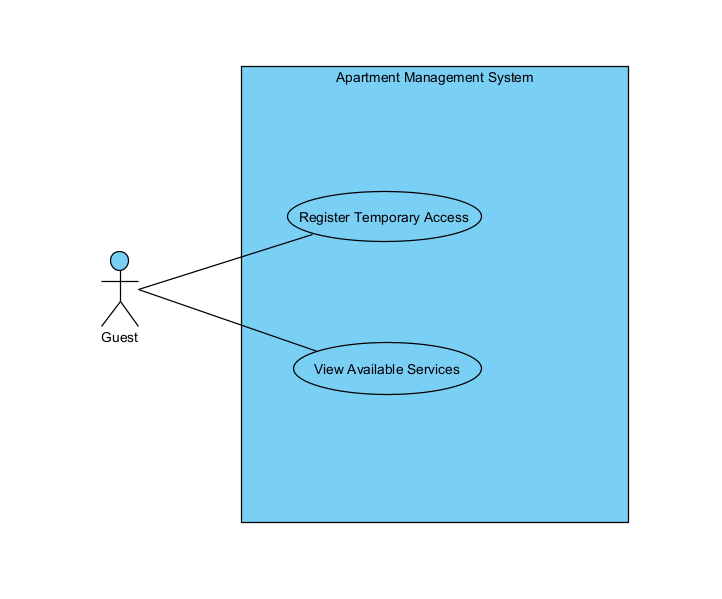 Apartment Management System
Register Temporary Access
Guest
View Available Services